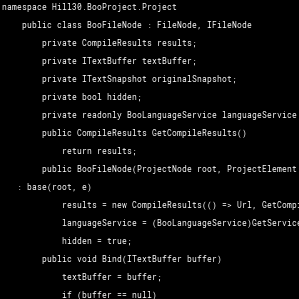 namespace Hill30.BooProject.Project
public class BooFileNode : FileNode, IFileNode
private CompileResults results;
private ITextBuffer textBuffer;
private ITextSnapshot originalSnapshot;
private bool hidden;
private readonly BooLanguageService languageService
public CompileResults GetCompileResults()
return results;
public BooFileNode(ProjectNode root, ProjectElement
: base(root, e)
results = new CompileResults(() => Url, GetCompi
languageService = (BooLanguageService)GetService
hidden = true;
public void Bind(ITextBuffer buffer)
textBuffer = buffer;
if (buffer == null)